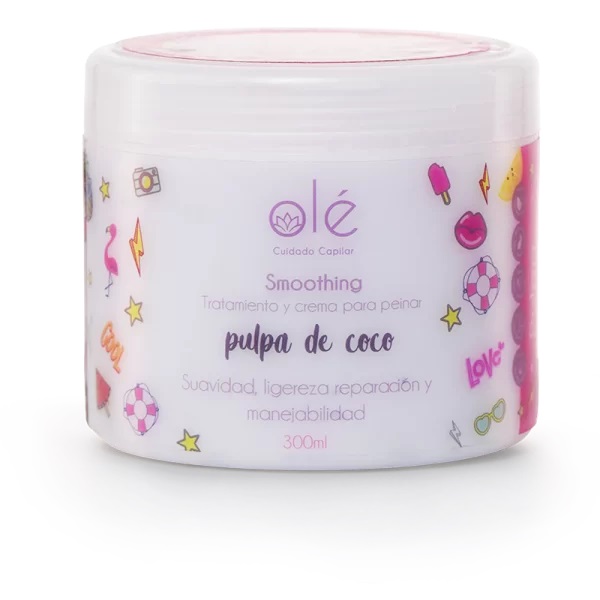 olé
Cuidado Capilar
Smoothing
Tratamiento y crema para peinar
pulpa de coco
Suavidad, ligereza reparación y
manejabilidad
300ml
COOL
LOVE